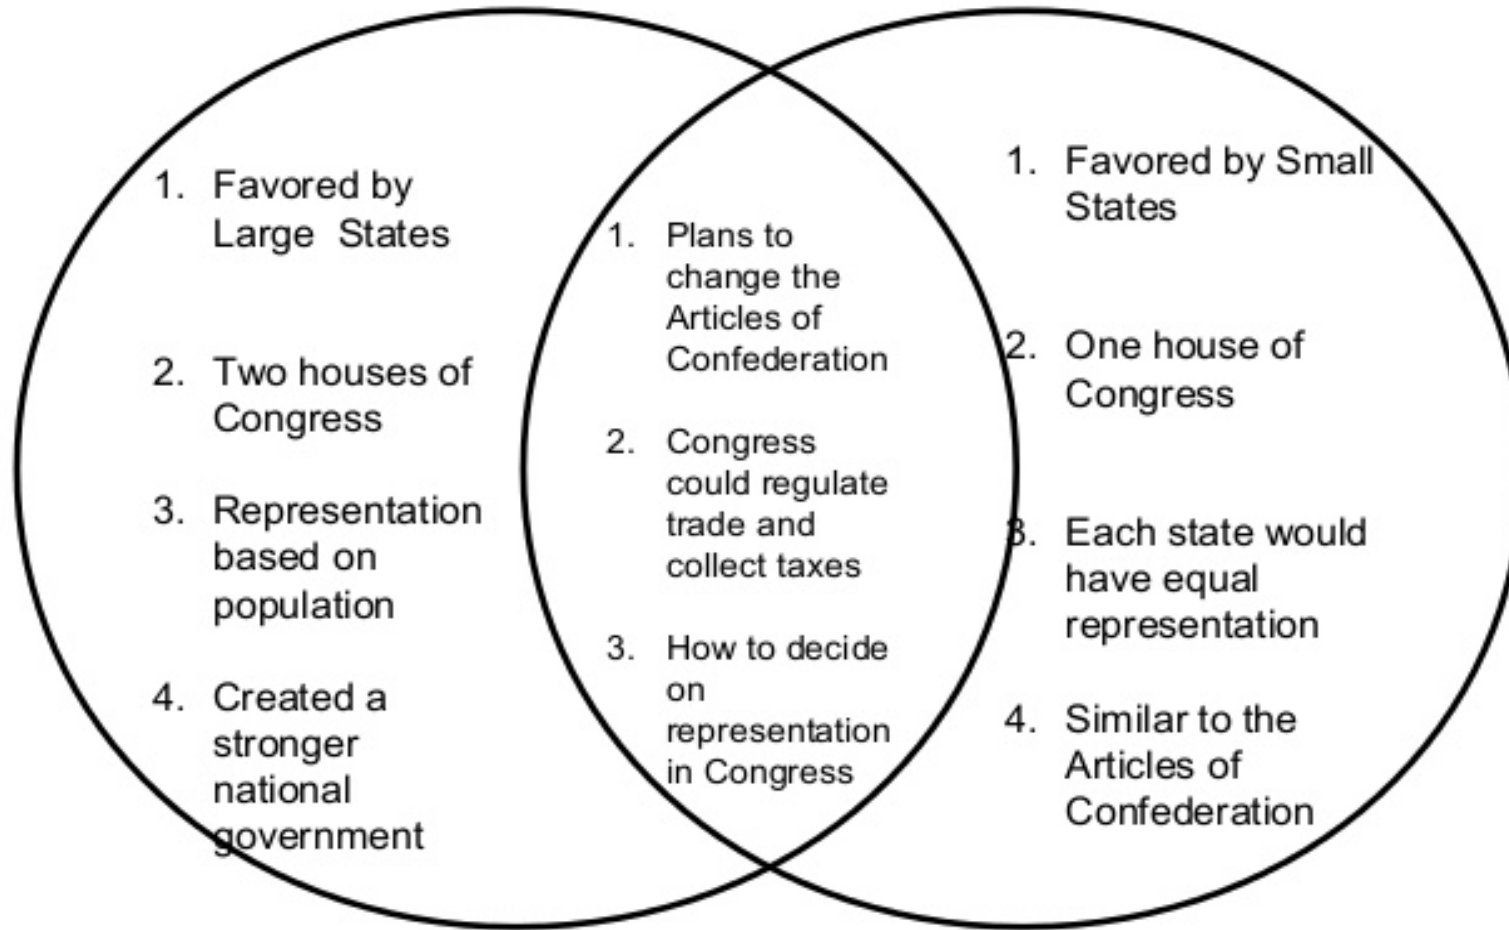 1. Favored by
Large States
2. Two houses of
Congress
3. Representation
based on
population
4. Created a
stronger
national
government
1. Plans to
change the
Articles of
Confederation
2. Congress
could regulate
trade and
collect taxes
3. How to decide
on
representation
in Congress
1. Favored by Small
States
2. One house of
Congress
3. Each state would
have equal
representation
4. Similar to the
Articles of
Confederation